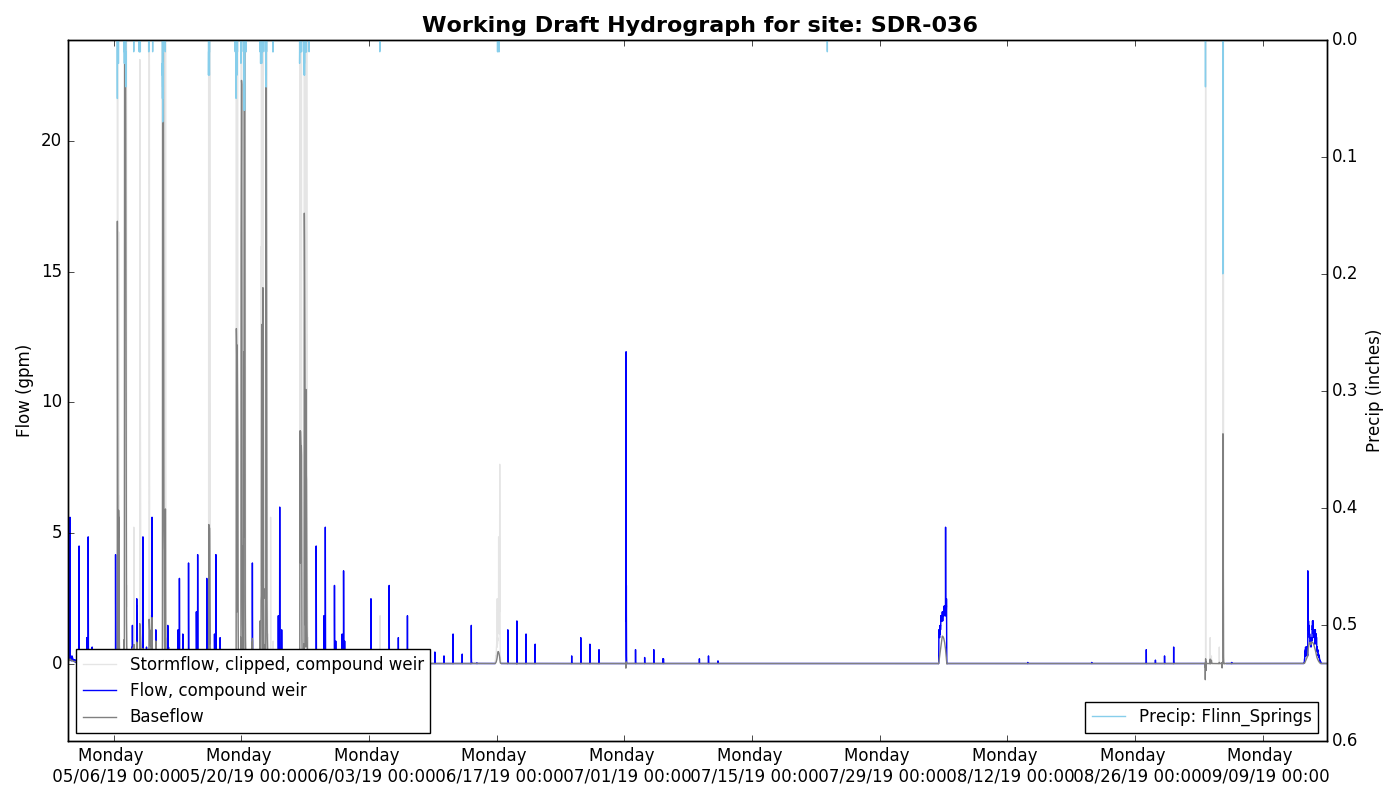 Working Draft Hydrograph for site: SDR-036
Flow (gpm)
20
15
10
5
0
0.0
0.1
0.2
0.3
0.4
0.5
0.6
Precip (inches)
Stormflow, clipped, compound weir
Flow, compound weir
Baseflow
Precip: Flinn_Springs
Monday Monday Monday Monday Monday Monday Monday Monday Monday Monday
05/06/19 00:00 05/20/19 00:00 06/03/19 00:00 06/17/19 00:00 07/01/19 00:00 07/15/19 00:00 07/29/19 00:00 08/12/19 00:00 08/26/19 00:00 09/09/19 00:00